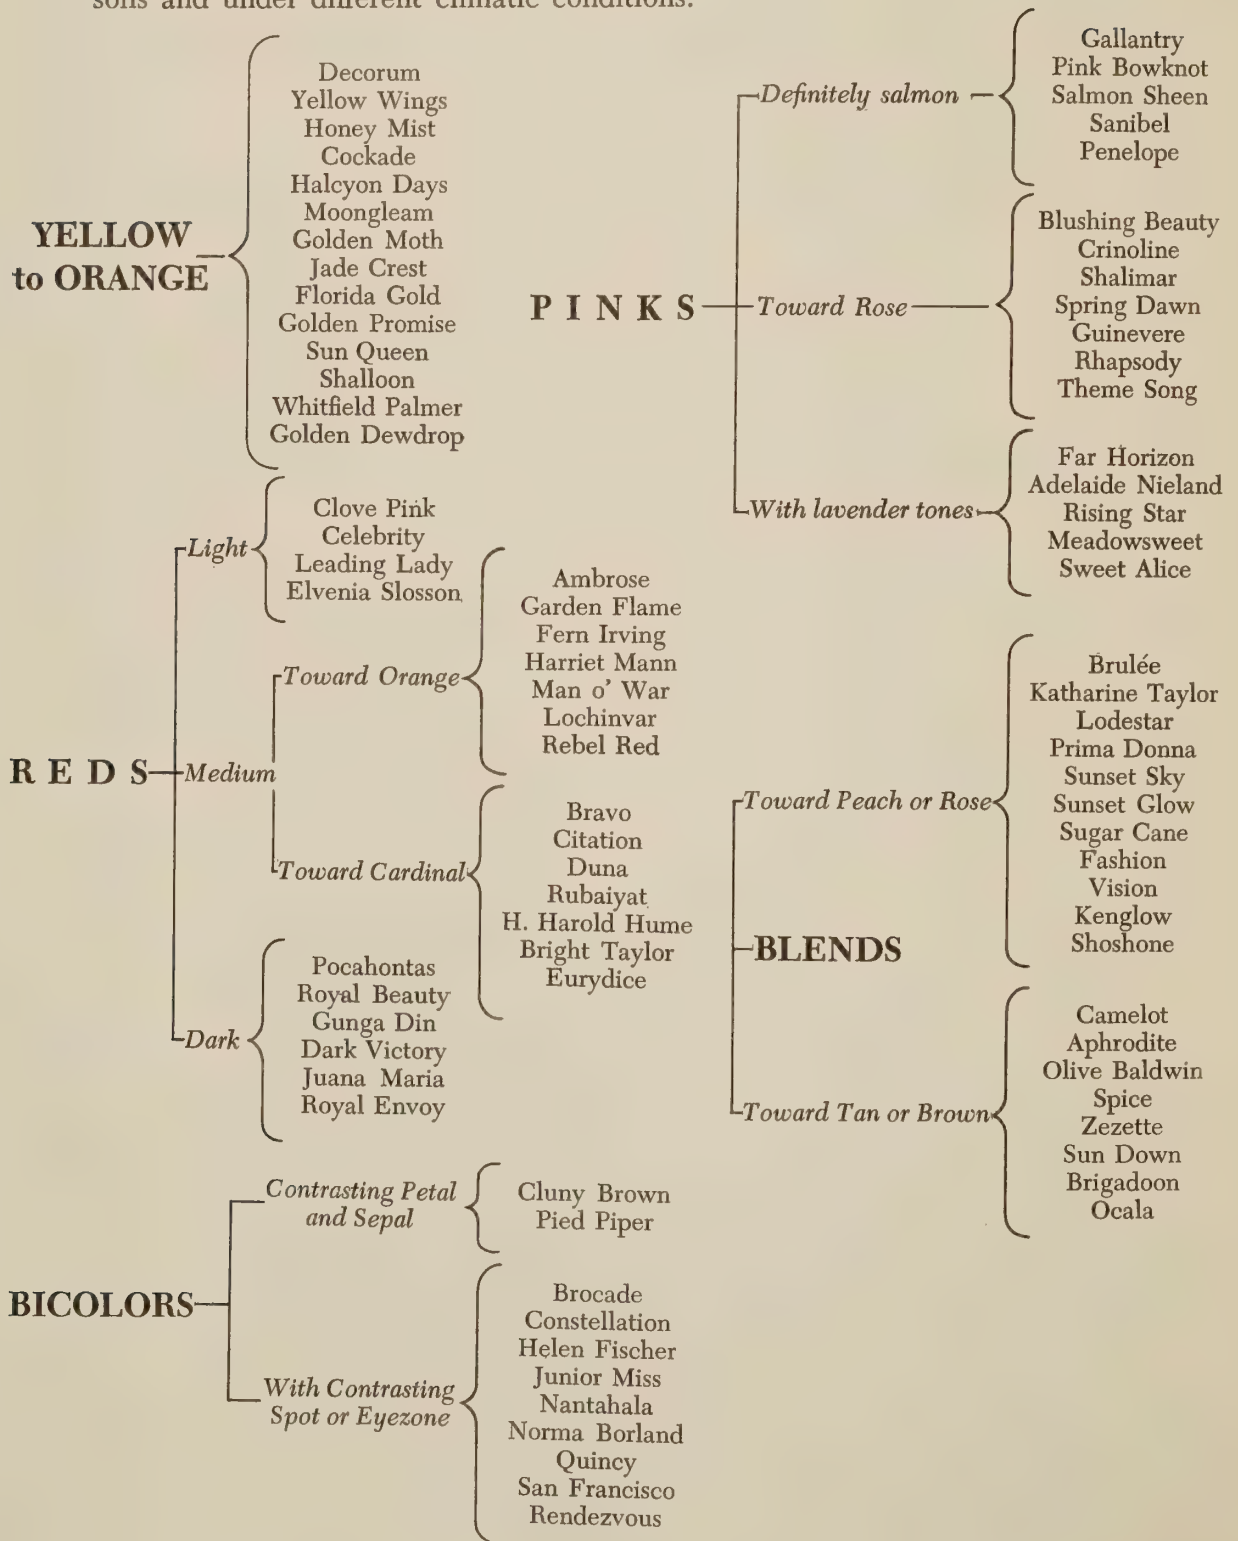 soils and under different climatic conditions.
YELLOW
to ORANGE
Decorum
Yellow Wings
Honey Mist
Cockade
Halcyon Days
Moongleam
Golden Moth
Jade Crest
Florida Gold
Golden Promise
Sun Queen
Shalloon
Whitfield Palmer
Golden Dewdrop
REDS
Light
Clove Pink
Celebrity
Leading Lady
Elvenia Slosson
Medium
Toward Orange
Ambrose
Garden Flame
Fern Irving
Harriet Mann
Man o' War
Lochinvar
Rebel Red
Toward Cardinal
Bravo
Citation
Duna
Rubaiyat
H. Harold Hume
Bright Taylor
Eurydice
Dark
Pocahontas
Royal Beauty
Gunga Din
Dark Victory
Juana Maria
Royal Envoy
BICOLORS
Contrasting Petal
and Sepal
Cluny Brown
Pied Piper
With Contrasting
Spot or Eyezone
Brocade
Constellation
Helen Fischer
Junior Miss
Nantahala
Norma Borland
Quincy
San Francisco
Rendezvous
PINKS
Definitely salmon
Gallantry
Pink Bowknot
Salmon Sheen
Sanibel
Penelope
Toward Rose
Blushing Beauty
Crinoline
Shalimar
Spring Dawn
Guinevere
Rhapsody
Theme Song
With lavender tones
Far Horizon
Adelaide Nieland
Rising Star
Meadowsweet
Sweet Alice
BLENDS
Toward Peach or Rose
Brulée
Katharine Taylor
Lodestar
Prima Donna
Sunset Sky
Sunset Glow
Sugar Cane
Fashion
Vision
Kenglow
Shoshone
Toward Tan or Brown
Camelot
Aphrodite
Olive Baldwin
Spice
Zezette
Sun Down
Brigadoon
Ocala